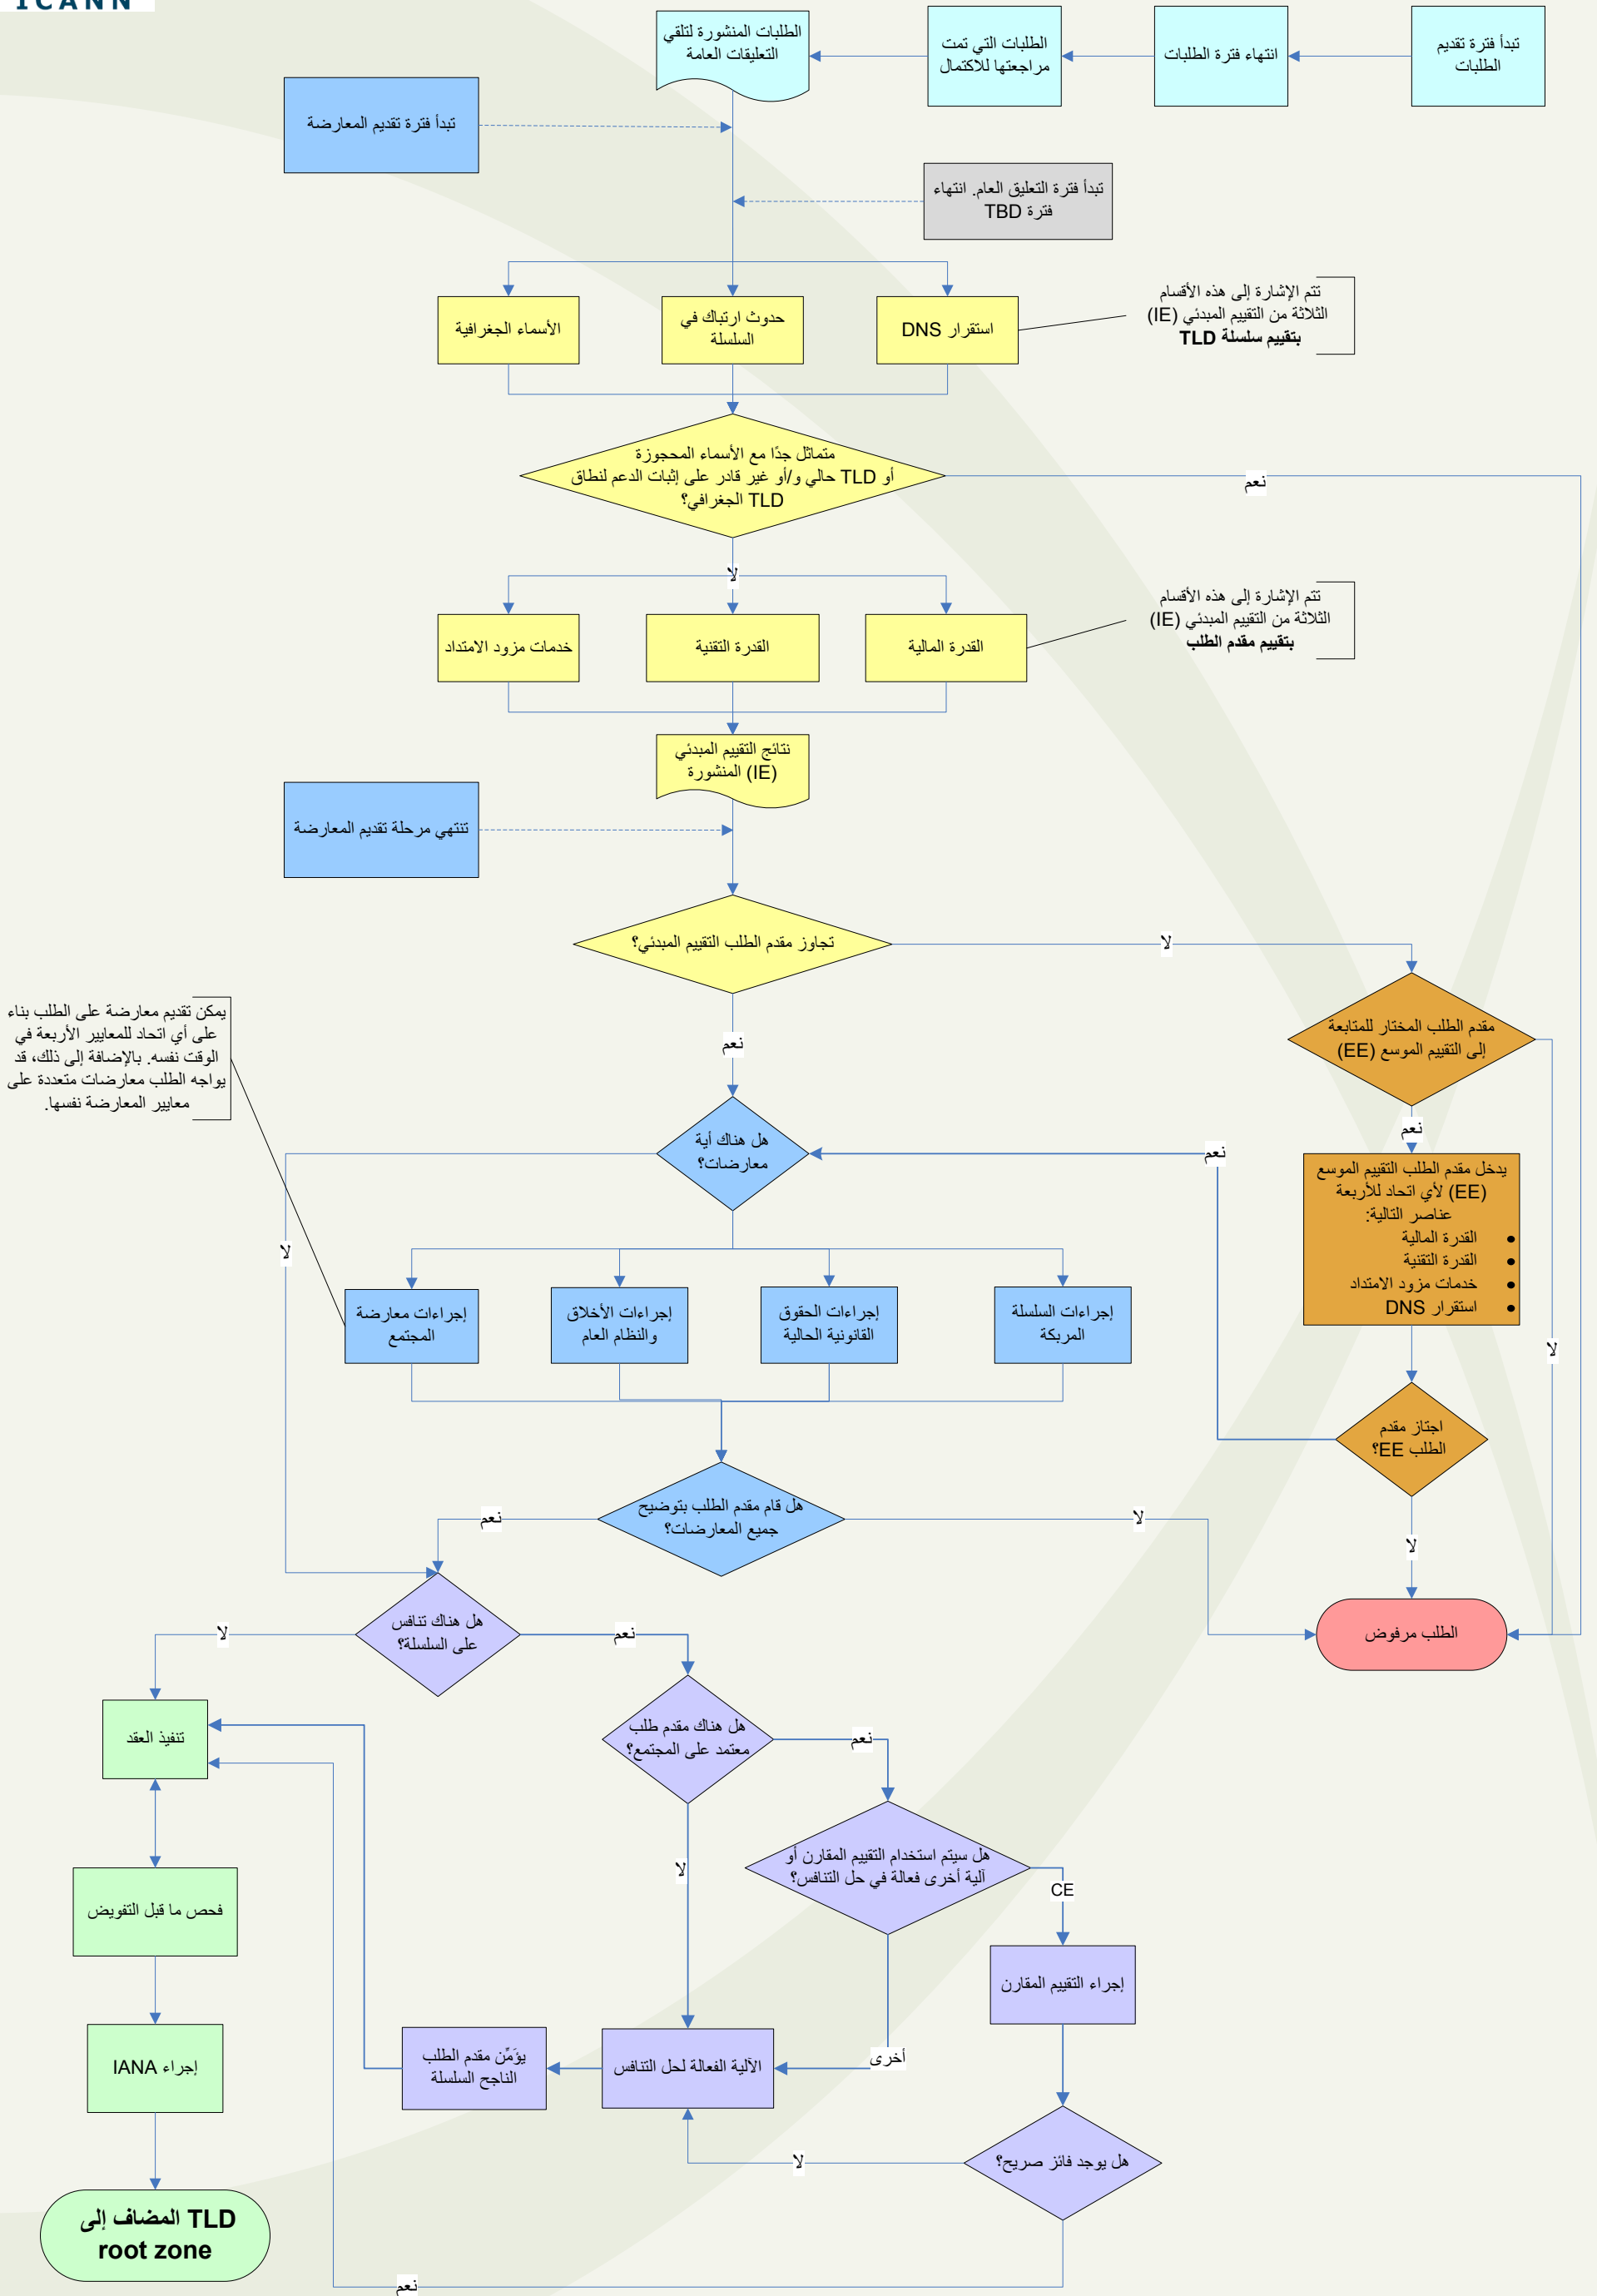 ICANN
تبدأ فترة تقديم
الطلبات
انتهاء فترة الطلبات
الطلبات التي تمت
مراجعتها للاكتمال
الطلبات المنشورة لتلقي
التعليقات العامة
تبدأ فترة تقديم المعارضة
تبدأ فترة التعليق العام. انتهاء
فترة TBD
استقرار DNS
حدوث ارتباك في
السلسلة
الأسماء الجغرافية
تتم الإشارة إلى هذه الأقسام
الثلاثة من التقييم المبدئي (IE)
بتقييم سلسلة TLD
متماثل جدًا مع الأسماء المحجوزة
أو TLD حالي و/أو غير قادر على إثبات الدعم لنطاق
TLD الجغرافي؟
نعم
لا
القدرة المالية
القدرة التقنية
خدمات مزود الامتداد
تتم الإشارة إلى هذه الأقسام
الثلاثة من التقييم المبدئي (IE)
بتقييم مقدم الطلب
نتائج التقييم المبدئي
(IE) المنشورة
تنتهي مرحلة تقديم المعارضة
تجاوز مقدم الطلب التقييم المبدئي؟
لا
نعم
مقدم الطلب المختار للمتابعة
إلى التقييم الموسع (EE)
نعم
لا
يدخل مقدم الطلب التقييم الموسع
(EE) لأي اتحاد للأربعة
عناصر التالية:
• القدرة المالية
• القدرة التقنية
• خدمات مزود الامتداد
• استقرار DNS
اجتاز مقدم
الطلب EE؟
نعم
لا
يمكن تقديم معارضة على الطلب بناء
على أي اتحاد للمعايير الأربعة في
الوقت نفسه. بالإضافة إلى ذلك، قد
يواجه الطلب معارضات متعددة على
معايير المعارضة نفسها.
هل هناك أية
معارضات؟
لا
إجراءات السلسلة
المربكة
إجراءات الحقوق
القانونية الحالية
إجراءات الأخلاق
والنظام العام
إجراءات معارضة
المجتمع
هل قام مقدم الطلب بتوضيح
جميع المعارضات؟
لا
نعم
الطلب مرفوض
هل هناك تنافس
على السلسلة؟
نعم
لا
هل هناك مقدم طلب
معتمد على المجتمع؟
نعم
لا
هل سيتم استخدام التقييم المقارن أو
آلية أخرى فعالة في حل التنافس؟
CE
أخرى
إجراء التقييم المقارن
هل يوجد فائز صريح؟
لا
نعم
الآلية الفعالة لحل التنافس
يؤمِّن مقدم الطلب
الناجح السلسلة
تنفيذ العقد
فحص ما قبل التفويض
إجراء IANA
TLD المضاف إلى
root zone